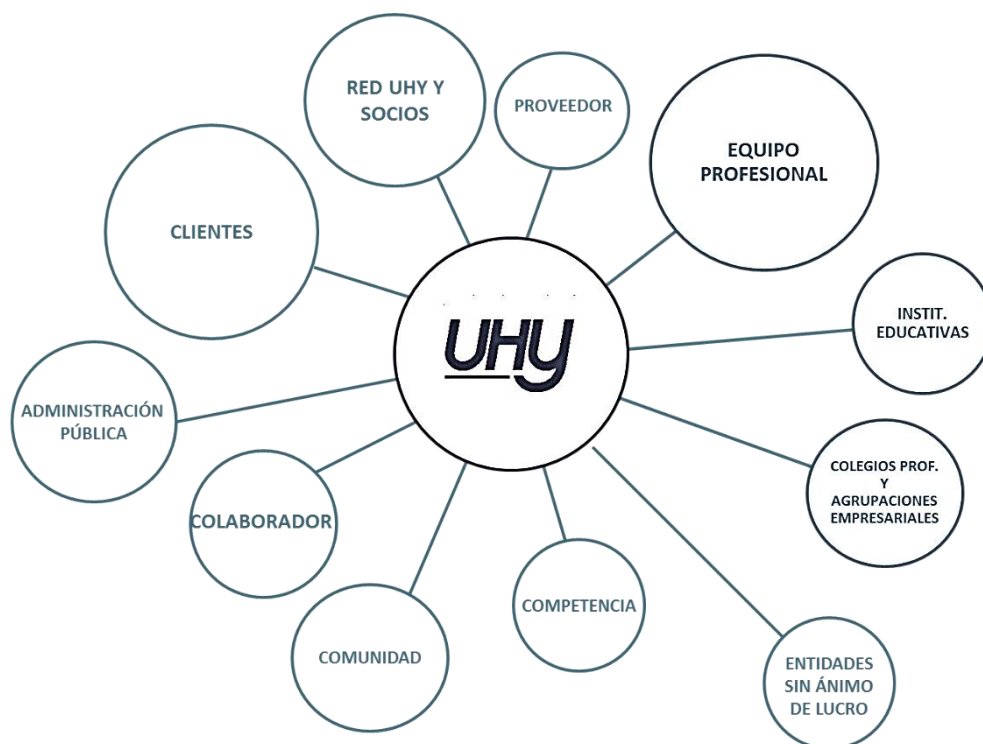 RED UHY Y
SOCIOS
PROVEEDOR
EQUIPO
PROFESIONAL
CLIENTES
UHY
INSTIT.
EDUCATIVAS
ADMINISTRACIÓN
PÚBLICA
COLEGIOS PROF.
Y
AGRUPACIONES
EMPRESARIALES
COLABORADOR
COMPETENCIA
COMUNIDAD
ENTIDADES
SIN ÁNIMO
DE LUCRO